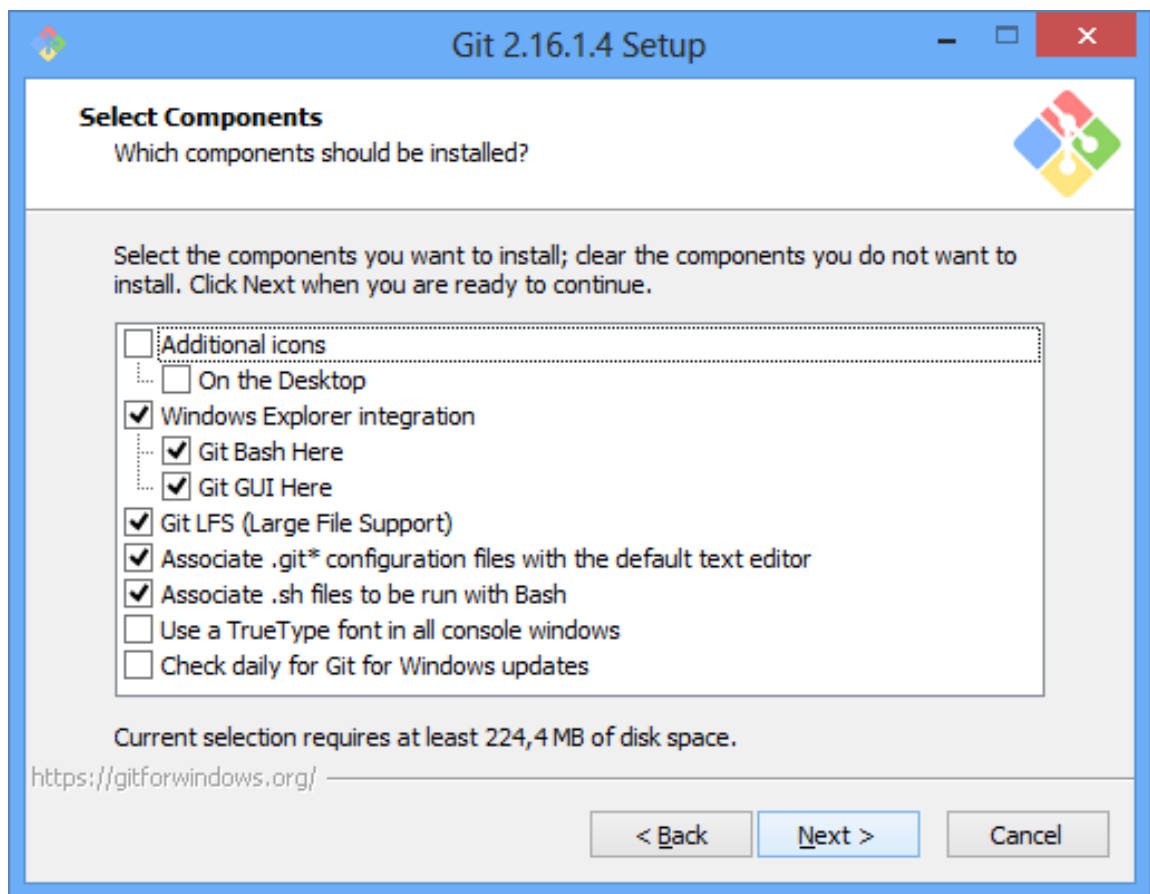 Git 2.16.1.4 Setup
Select Components
Which components should be installed?
Select the components you want to install; clear the components you do not want to
install. Click Next when you are ready to continue.
Additional icons
On the Desktop
Windows Explorer integration
Git Bash Here
Git GUI Here
Git LFS (Large File Support)
Associate .git* configuration files with the default text editor
Associate .sh files to be run with Bash
Use a TrueType font in all console windows
Check daily for Git for Windows updates
Current selection requires at least 224,4 MB of disk space.
https://gitforwindows.org/
< Back Next > Cancel